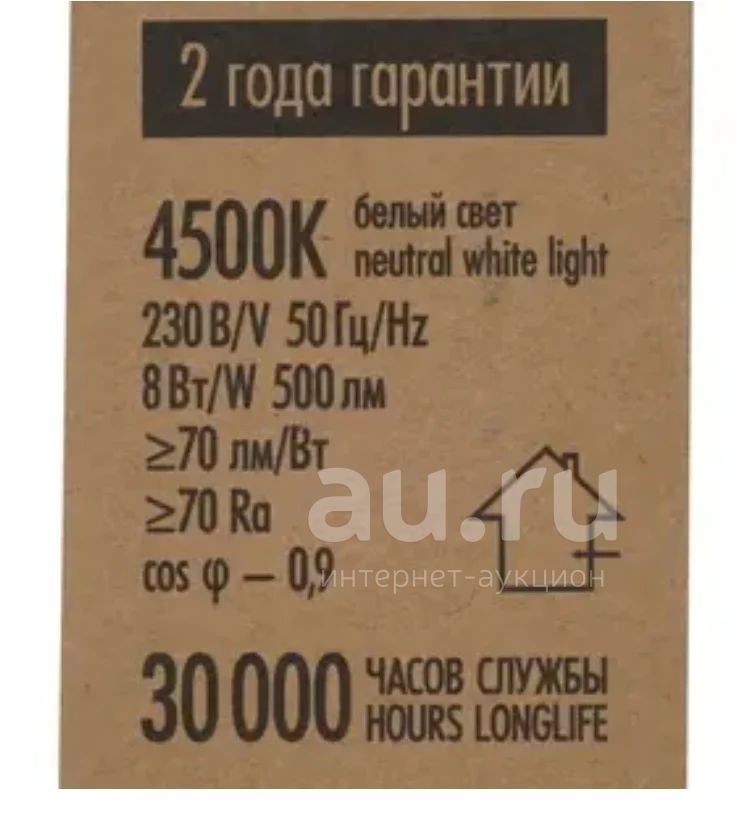 2 года гарантии
4500K белый свет
neutral white light
230 В/V 50 Гц/Hz
8 Вт/W 500 лм
≥70 лм/Вт
≥70 Ra
cos φ – 0,9
au.ru
интернет-аукцион
30 000 ЧАСОВ СЛУЖБЫ
HOURS LONGLIFE